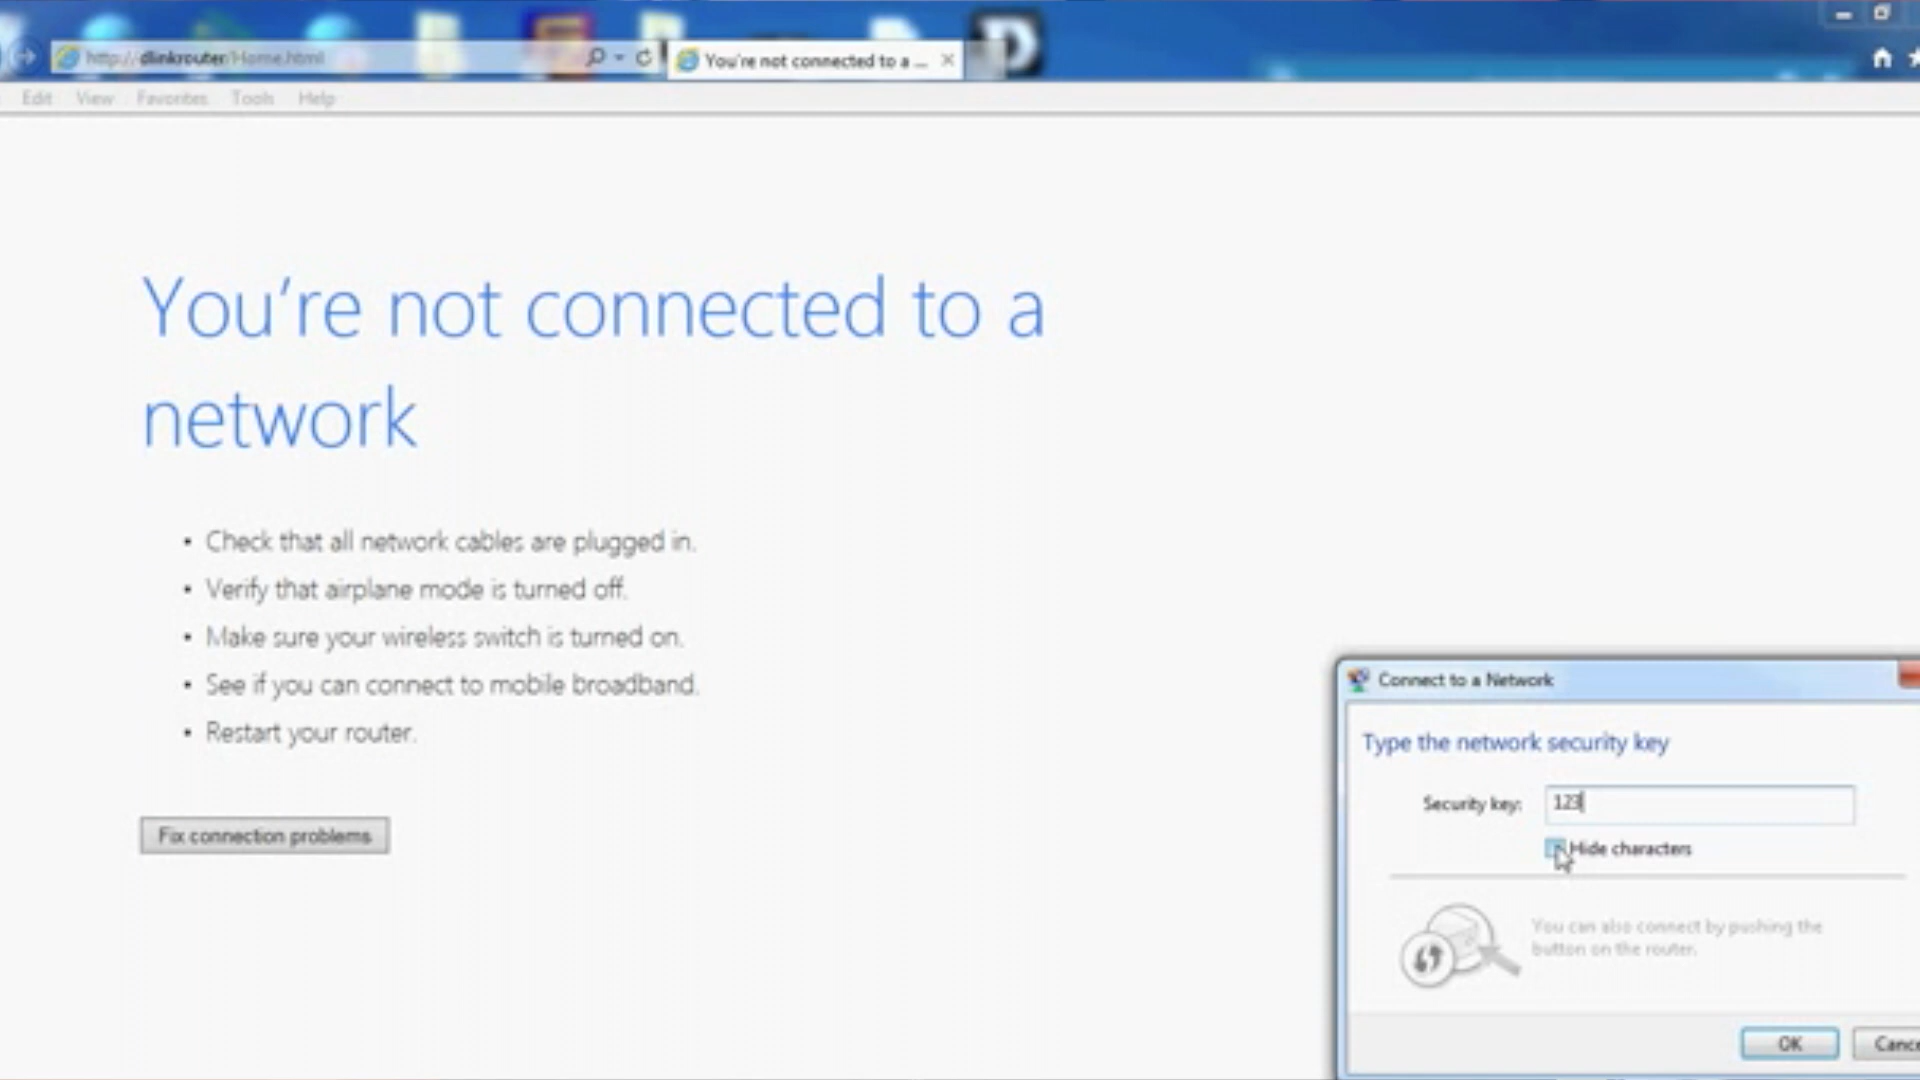 http://dlinkrouter/Home.html
You're not connected to a ...
Edit View Favorites Tools Help
You're not connected to a
network
• Check that all network cables are plugged in.
• Verify that airplane mode is turned off.
• Make sure your wireless switch is turned on.
• See if you can connect to mobile broadband.
• Restart your router.
Fix connection problems
Connect to a Network
Type the network security key
Security key: 123
Hide characters
You can also connect by pushing the
button on the router.
OK Cance